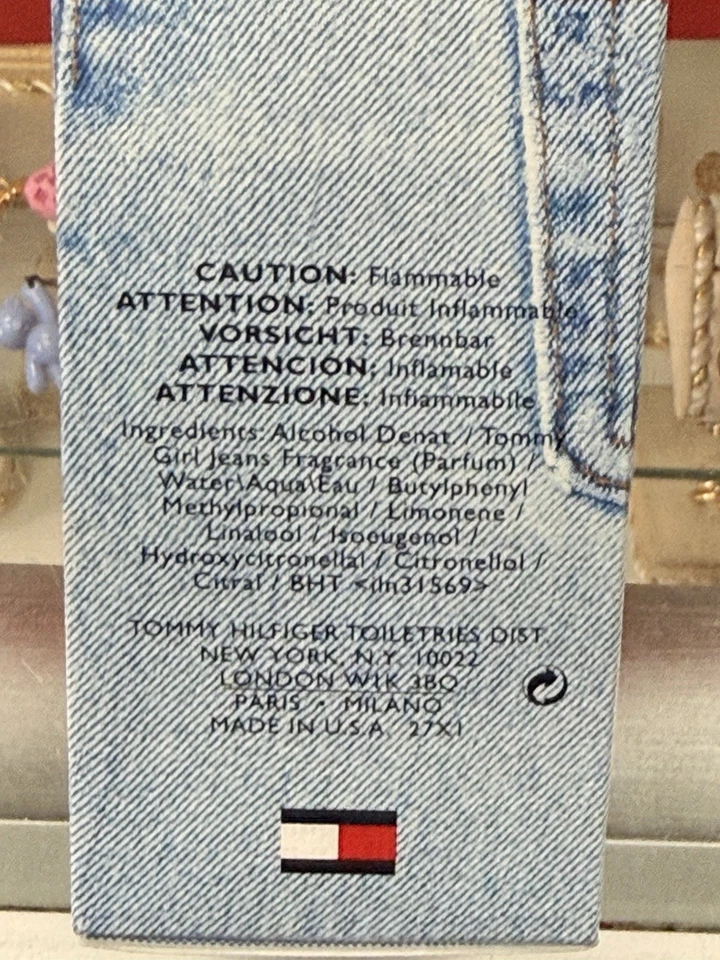 CAUTION: Flammable
ATTENTION: Produit Inflammable
VORSICHT: Brennbar
ATTENCIÓN: Inflamable
ATTENZIONE: Infiammabile
Ingredients: Alcohol Denat. / Tommy
Girl Jeans Fragrance (Parfum) /
Water\Aqua\Eau / Butylphenyl
Methylpropional / Limonene /
Linalool / Isoeugenol /
Hydroxycitronellal / Citronellol /
Citral / BHT <iln31569>
TOMMY HILFIGER TOILETRIES DIST.
NEW YORK, N.Y. 10022
LONDON W1K 3BQ
PARIS • MILANO
MADE IN U.S.A. 27X1